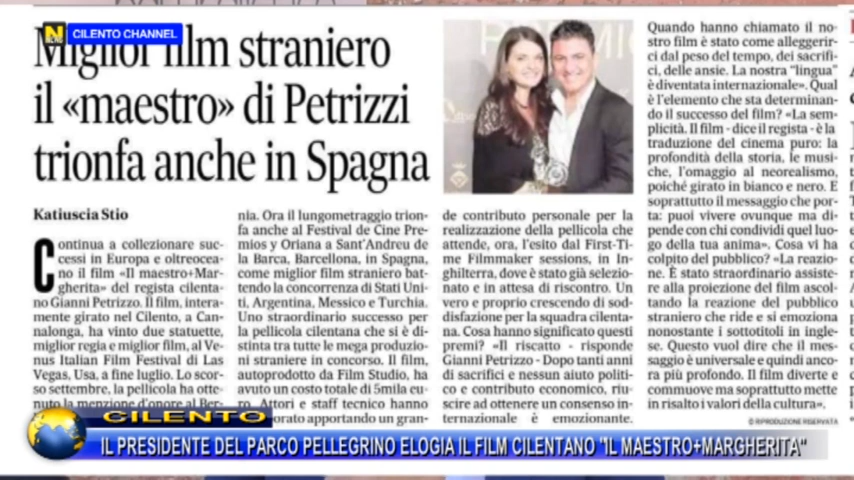 CILENTO CHANNEL
Miglior film straniero
il «maestro» di Petrizzi
trionfa anche in Spagna
Katiuscia Stio
Continua a collezionare suc-
cessi in Europa e oltreocea-
no il film «Il maestro+Mar-
gherita» del regista cilenta-
no Gianni Petrizzo. Il film, intera-
mente girato nel Cilento, a Can-
nalonga, ha vinto due statuette,
miglior regia e miglior film, al Ve-
nus Italian Film Festival di Las
Vegas, Usa, a fine luglio. Lo scor-
so settembre, la pellicola ha otte-
nuto la menzione d'onore al Ber-
nia. Ora il lungometraggio trion-
fa anche al Festival de Cine Pre-
mios y Oriana a Sant'Andreu de
la Barca, Barcellona, in Spagna,
come miglior film straniero bat-
tendo la concorrenza di Stati Uni-
ti, Argentina, Messico e Turchia.
Uno straordinario successo per
la pellicola cilentana che si è di-
stinta tra tutte le mega produzio-
ni straniere in concorso. Il film,
autoprodotto da Film Studio, ha
avuto un costo totale di 5mila eu-
ro. Attori e staff tecnico hanno
orato apportando un gran-
de contributo personale per la
realizzazione della pellicola che
attende, ora, l'esito dal First-Ti-
me Filmmaker sessions, in In-
ghilterra, dove è stato già selezio-
nato e in attesa di riscontro. Un
vero e proprio crescendo di sod-
disfazione per la squadra cilenta-
na. Cosa hanno significato questi
premi? «Il riscatto - risponde
Gianni Petrizzo - Dopo tanti anni
di sacrifici e nessun aiuto politi-
co e contributo economico, riu-
scire ad ottenere un consenso in-
ternazionale è emozionante.
Quando hanno chiamato il no-
stro film è stato come alleggerir-
ci dal peso del tempo, dei sacrifi-
ci, delle ansie. La nostra "lingua"
è diventata internazionale». Qual
è l'elemento che sta determinan-
do il successo del film? «La sem-
plicità. Il film - dice il regista - è la
traduzione del cinema puro: la
profondità della storia, le musi-
che, l'omaggio al neorealismo,
poiché girato in bianco e nero. E
soprattutto il messaggio che por-
ta: puoi vivere ovunque ma di-
pende con chi condividi quel luo-
go della tua anima». Cosa vi ha
colpito del pubblico? «La reazio-
ne. È stato straordinario assiste-
re alla proiezione del film ascol-
tando la reazione del pubblico
straniero che ride e si emoziona
nonostante i sottotitoli in ingle-
se. Questo vuol dire che il mes-
saggio è universale e quindi anco-
ra più profondo. Il film diverte e
commuove ma soprattutto mette
in risalto i valori della cultura».
© RIPRODUZIONE RISERVATA
CILENTO
IL PRESIDENTE DEL PARCO PELLEGRINO ELOGIA IL FILM CILENTANO "IL MAESTRO+MARGHERITA"